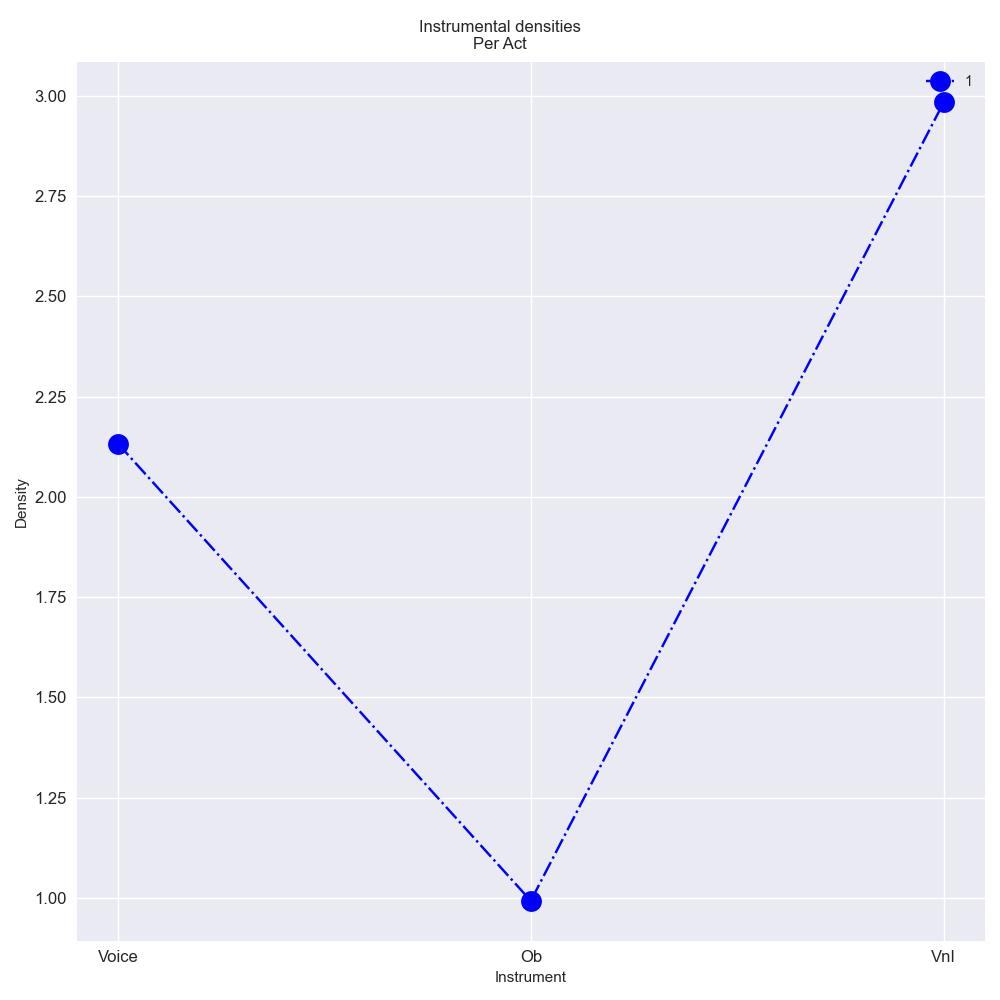 Instrumental densities
Per Act
1
3.00
2.75
2.50
2.25
2.00
1.75
1.50
1.25
1.00
Density
Voice
Ob
VnI
Instrument